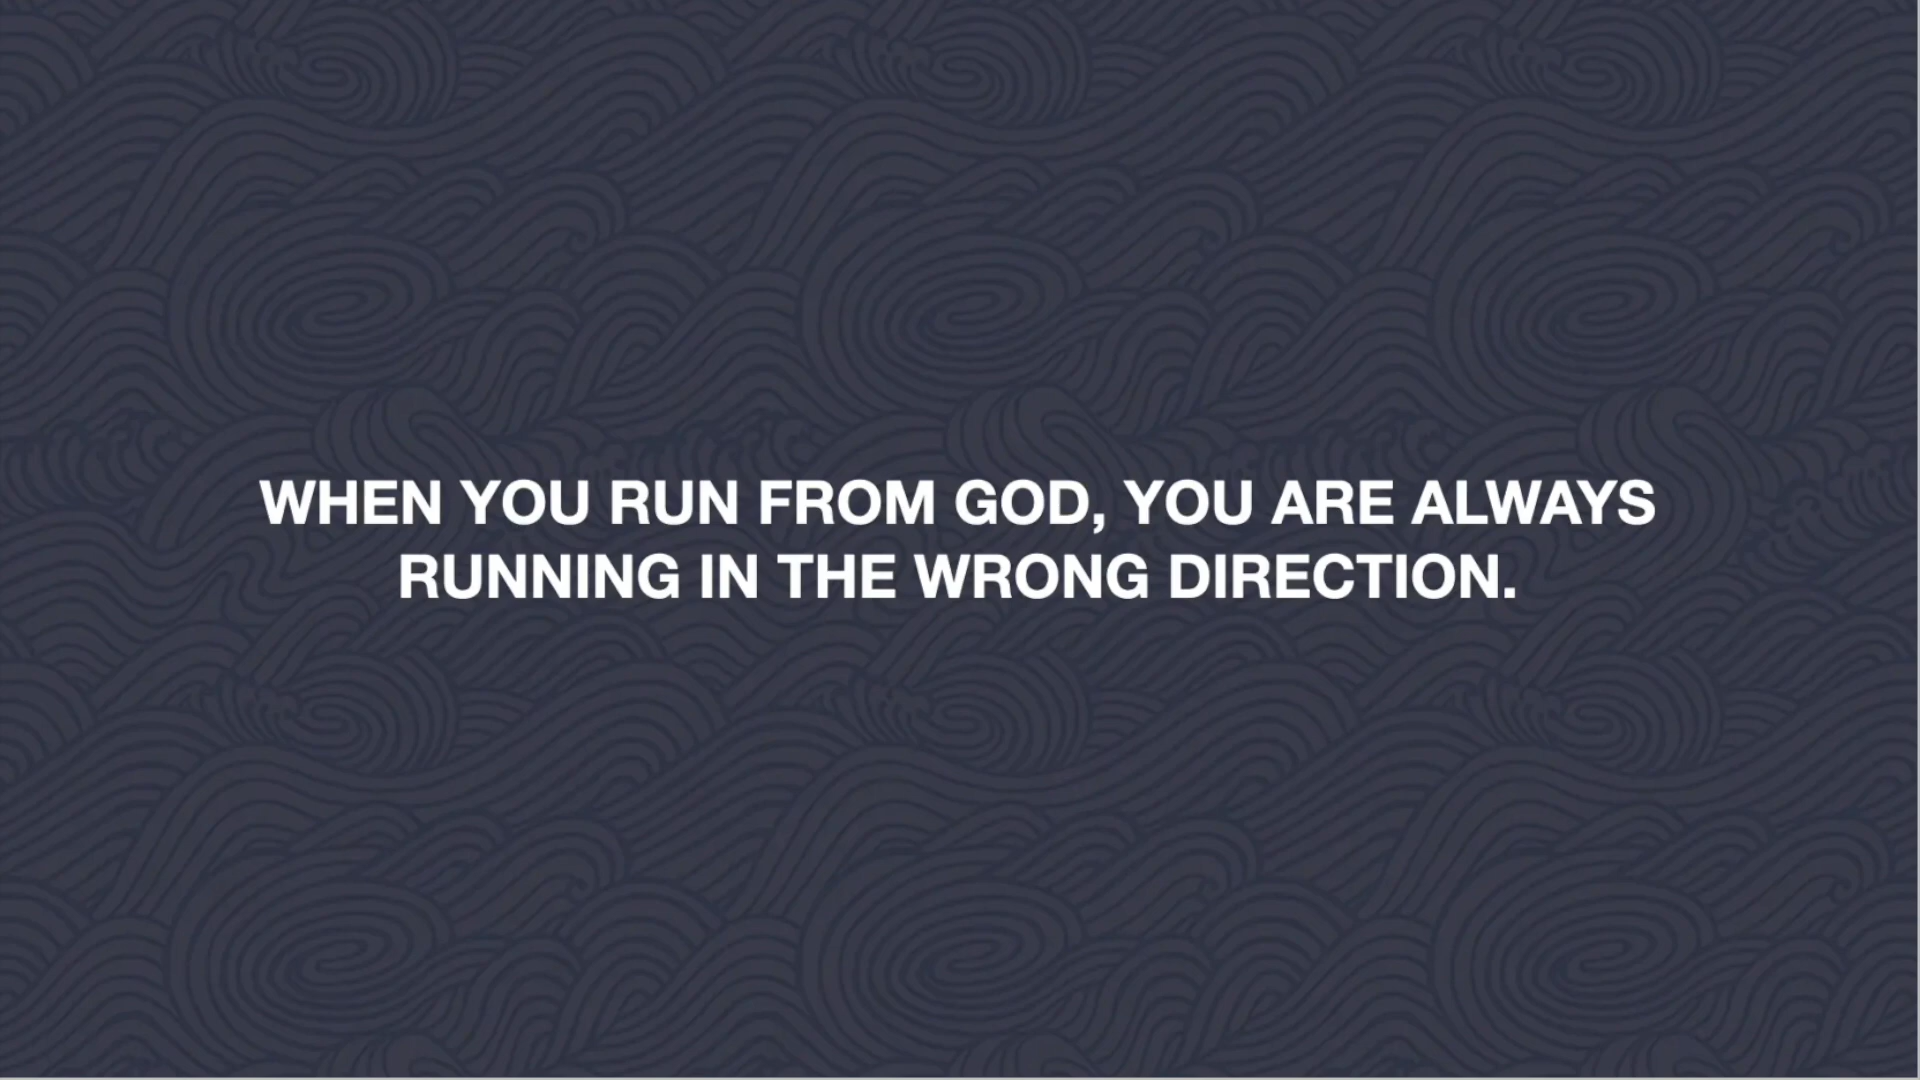 WHEN YOU RUN FROM GOD, YOU ARE ALWAYS
RUNNING IN THE WRONG DIRECTION.